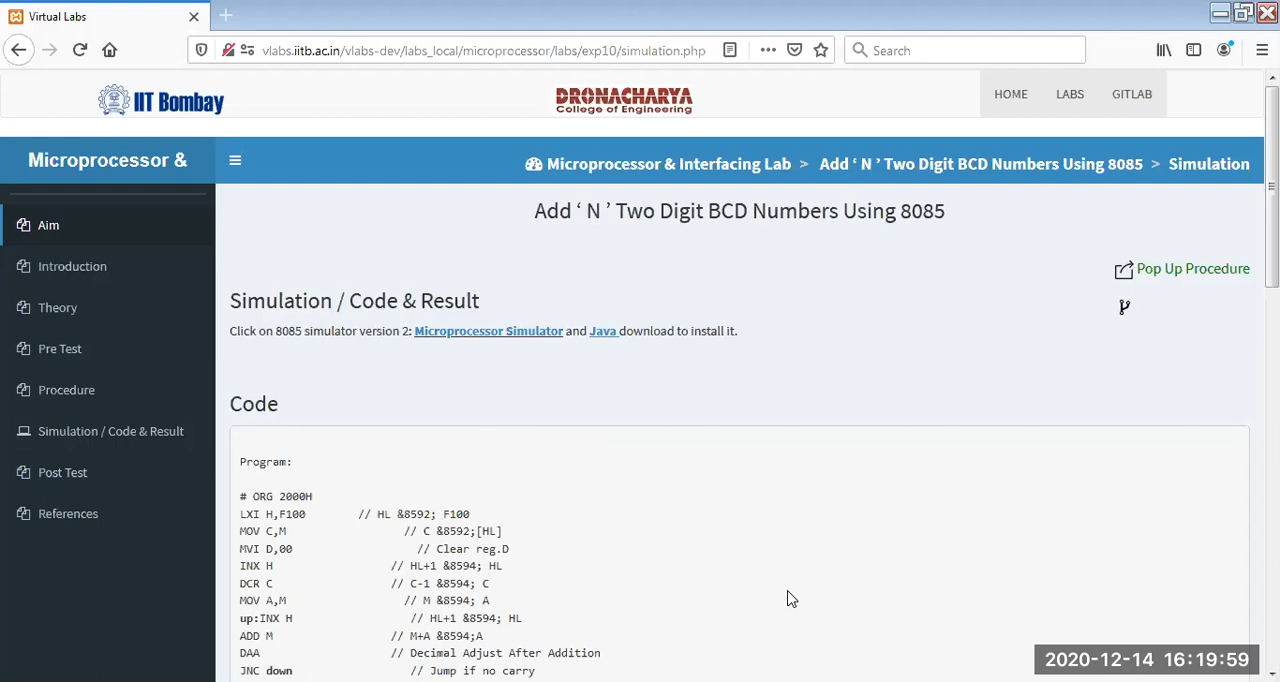 Virtual Labs
vlabs.iitb.ac.in/vlabs-dev/labs_local/microprocessor/labs/exp10/simulation.php
Search
IIT Bombay
DRONACHARYA
College of Engineering
HOME LABS GITLAB
Microprocessor &
Microprocessor & Interfacing Lab > Add ‘ N ’ Two Digit BCD Numbers Using 8085 > Simulation
Aim
Introduction
Theory
Pre Test
Procedure
Simulation / Code & Result
Post Test
References
Add ‘ N ’ Two Digit BCD Numbers Using 8085
Pop Up Procedure
Simulation / Code & Result
Click on 8085 simulator version 2: Microprocessor Simulator and Java download to install it.
Code
Program:
# ORG 2000H
LXI H,F100 // HL &8592; F100
MOV C,M // C &8592;[HL]
MVI D,00 // Clear reg.D
INX H // HL+1 &8594; HL
DCR C // C-1 &8594; C
MOV A,M // M &8594; A
up:INX H // HL+1 &8594; HL
ADD M // M+A &8594;A
DAA // Decimal Adjust After Addition
JNC down // Jump if no carry
2020-12-14 16:19:59